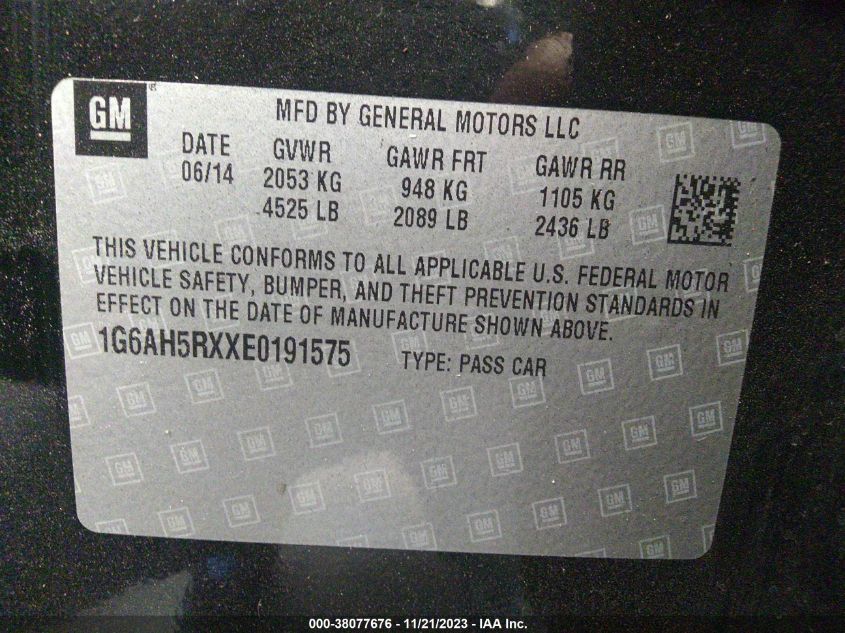 GM
MFD BY GENERAL MOTORS LLC
DATE GVWR GAWR FRT GAWR RR
06/14 2053 KG 948 KG 1105 KG
4525 LB 2089 LB 2436 LB
THIS VEHICLE CONFORMS TO ALL APPLICABLE U.S. FEDERAL MOTOR
VEHICLE SAFETY, BUMPER, AND THEFT PREVENTION STANDARDS IN
EFFECT ON THE DATE OF MANUFACTURE SHOWN ABOVE.
1G6AH5RXXE0191575 TYPE: PASS CAR
000-38077676 - 11/21/2023 - IAA Inc.